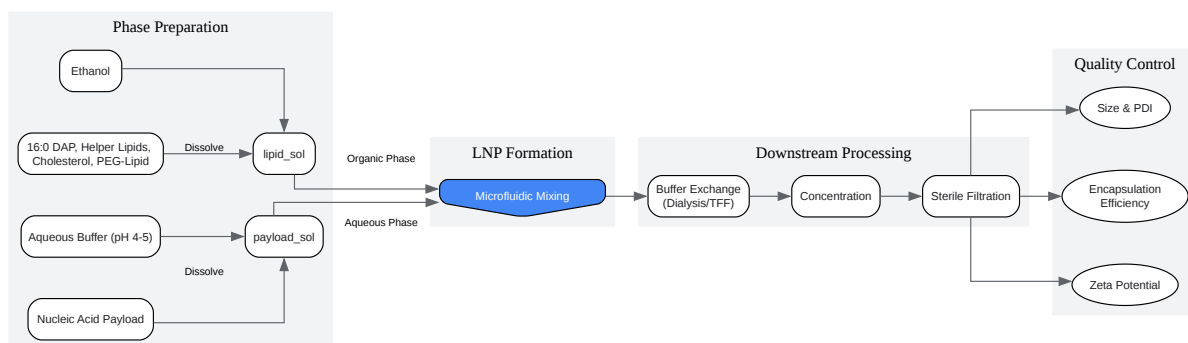 Phase Preparation
Ethanol
16:0 DAP, Helper Lipids,
Cholesterol, PEG-Lipid
Dissolve
lipid_sol
Organic Phase
Aqueous Buffer (pH 4-5)
payload_sol
Aqueous Phase
Dissolve
Nucleic Acid Payload
LNP Formation
Microfluidic Mixing
Downstream Processing
Buffer Exchange
(Dialysis/TFF)
Concentration
Sterile Filtration
Quality Control
Size & PDI
Encapsulation
Efficiency
Zeta Potential